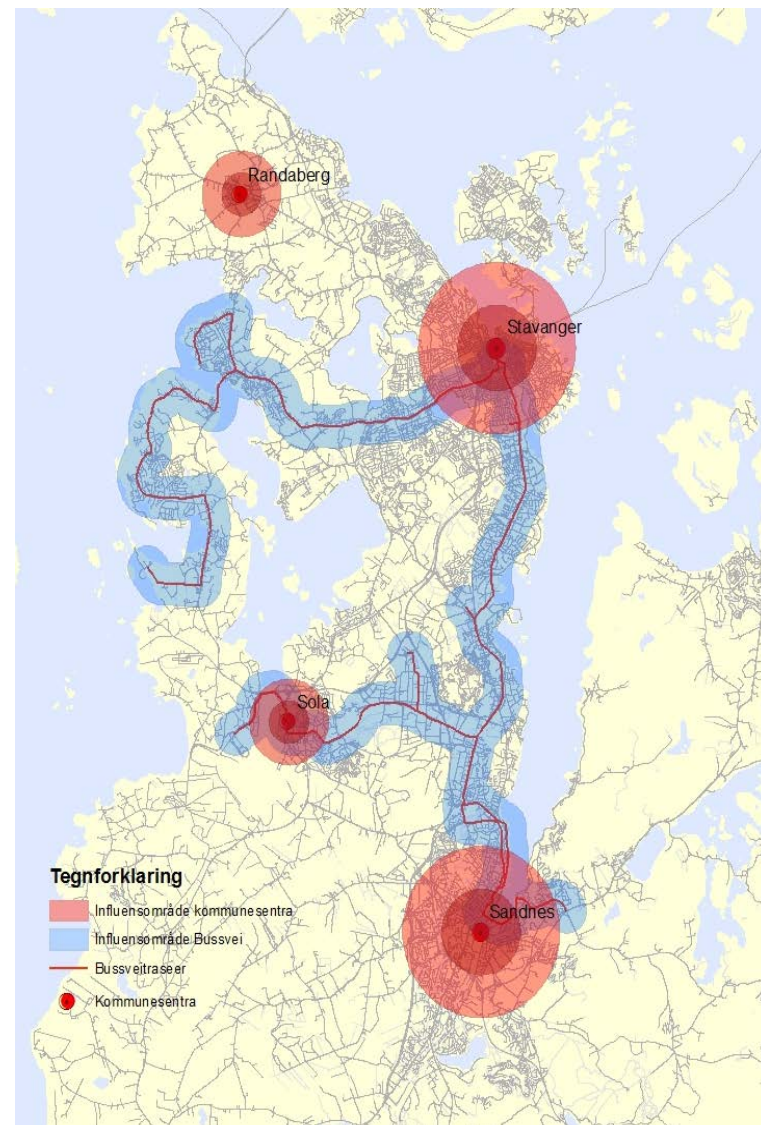 Randaberg
Stavanger
Sola
Sandnes
Tegnforklaring
Influensområde kommunesentra
Influensområde Bussvei
Bussveitraseer
Kommunesentra